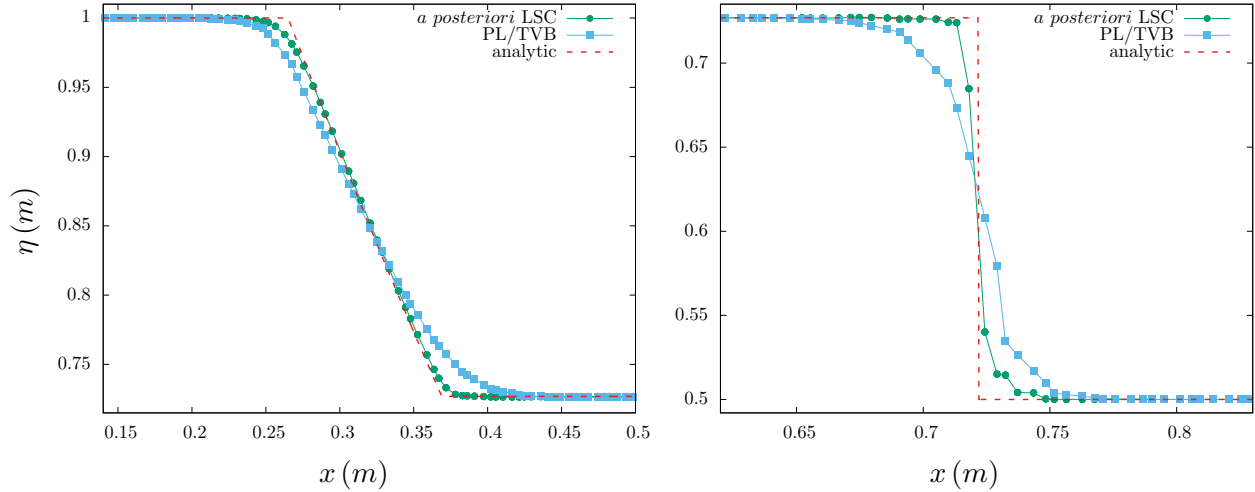 a posteriori LSC
PL/TVB
analytic
1
0.95
0.9
0.85
0.8
0.75
η (m)
0.15 0.2 0.25 0.3 0.35 0.4 0.45 0.5
x (m)
a posteriori LSC
PL/TVB
analytic
0.7
0.65
0.6
0.55
0.5
0.65 0.7 0.75 0.8
x (m)